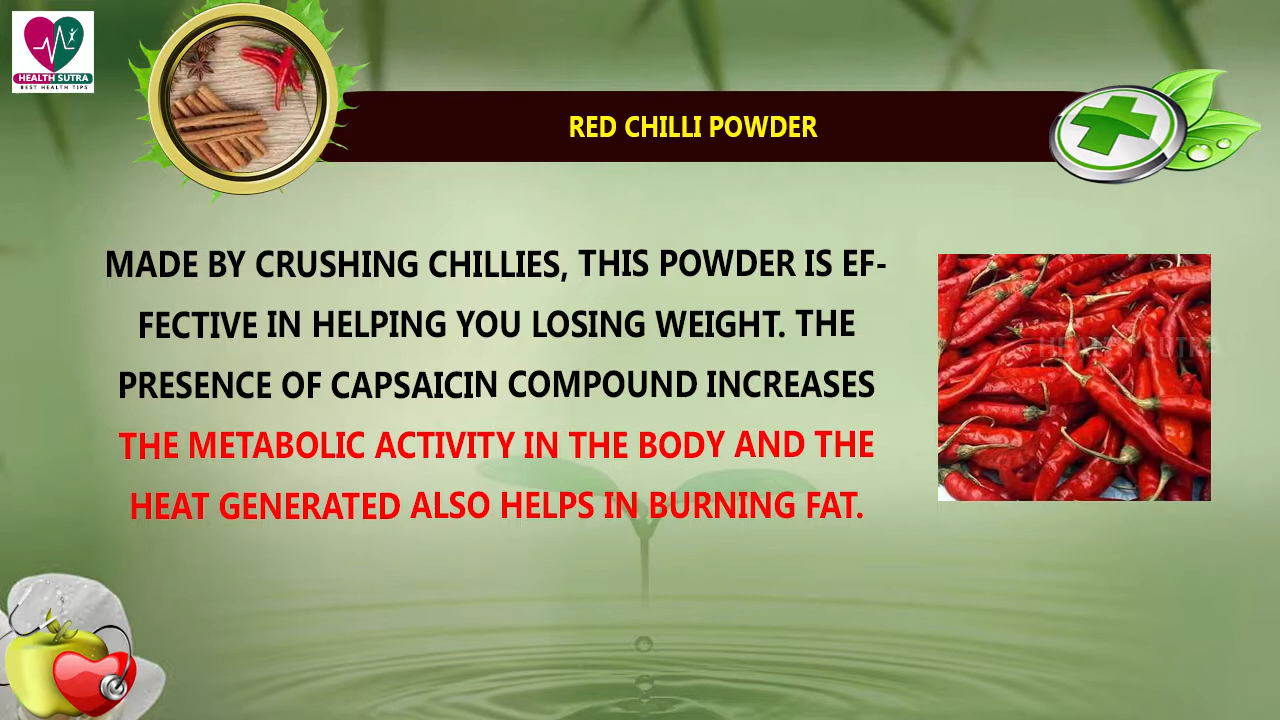 HEALTH SUTRA
BEST HEALTH TIPS
RED CHILLI POWDER
MADE BY CRUSHING CHILLIES, THIS POWDER IS EF-
FECTIVE IN HELPING YOU LOSING WEIGHT. THE
PRESENCE OF CAPSAICIN COMPOUND INCREASES
THE METABOLIC ACTIVITY IN THE BODY AND THE
HEAT GENERATED ALSO HELPS IN BURNING FAT.
HEALTH SUTRA